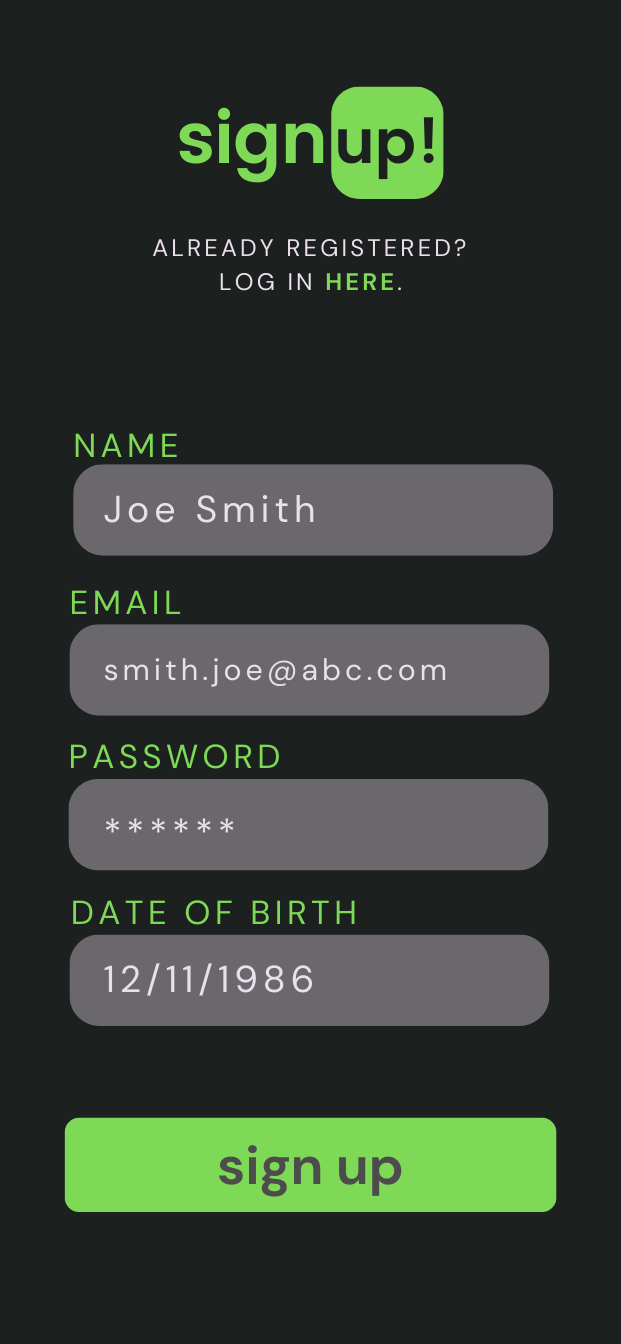 signup!
ALREADY REGISTERED?
LOG IN HERE.
NAME
Joe Smith
EMAIL
smith.joe@abc.com
PASSWORD
******
DATE OF BIRTH
12/11/1986
sign up